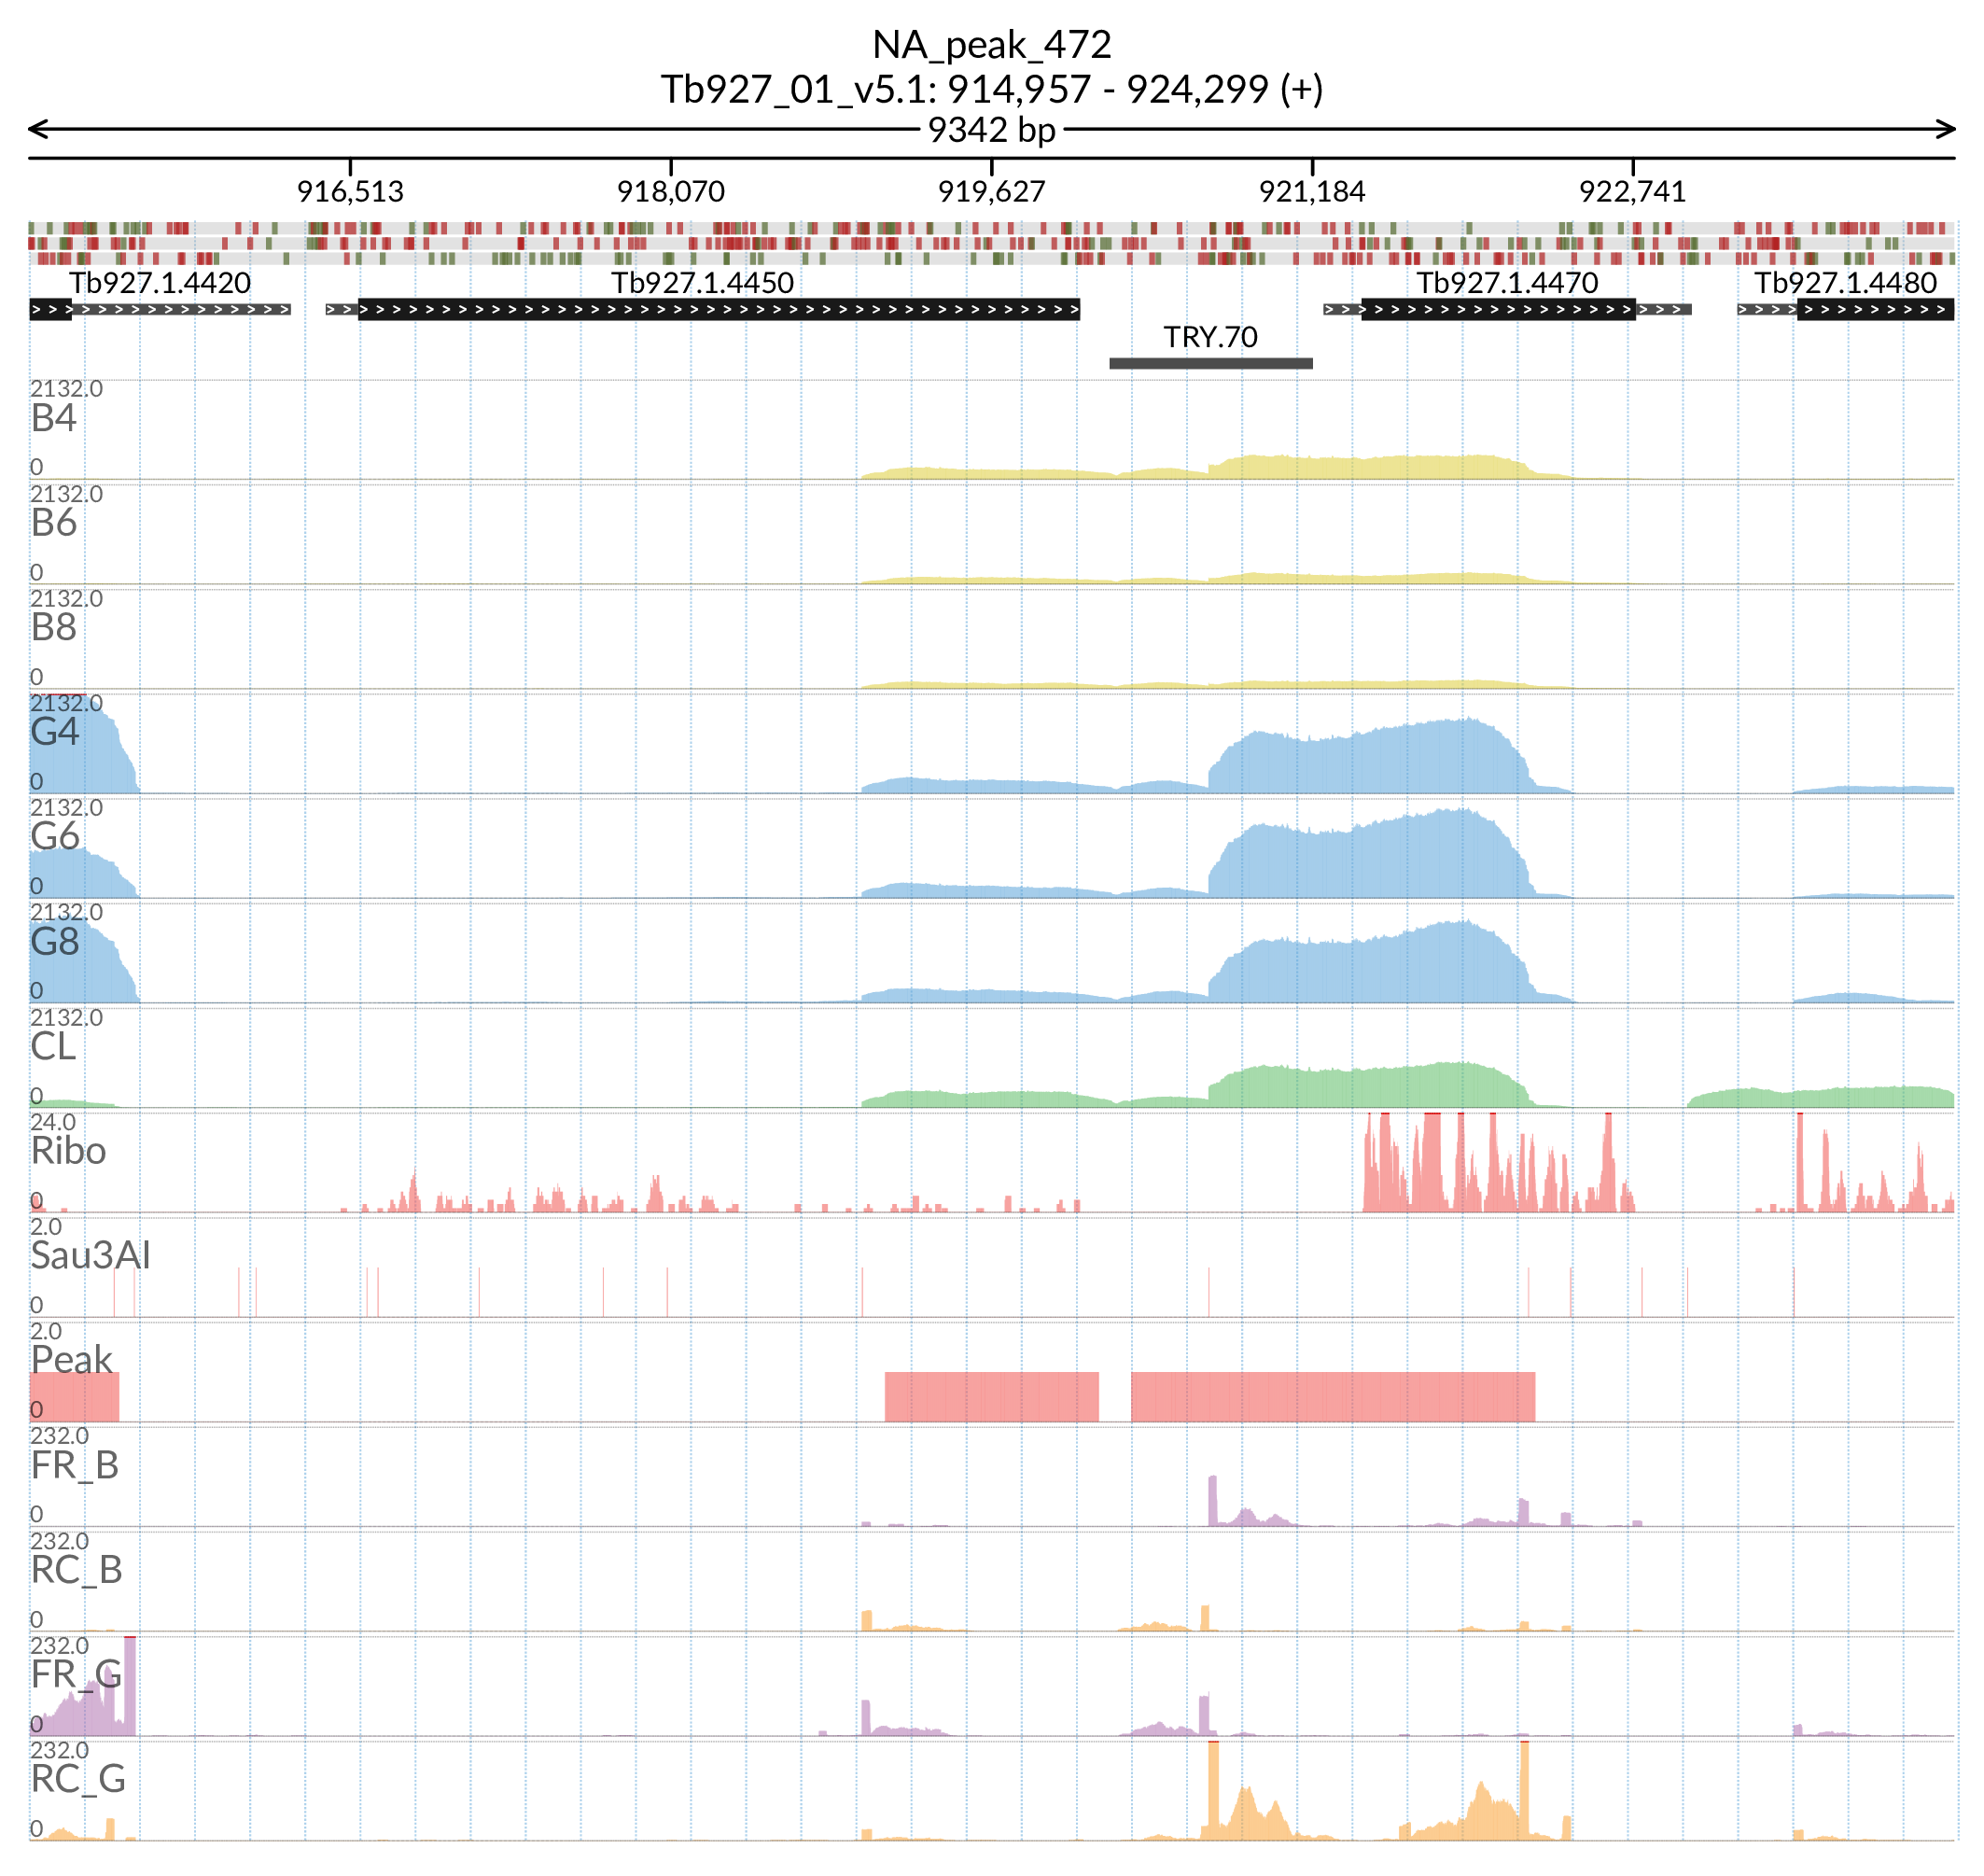 NA_peak_472
Tb927_01_v5.1: 914,957 - 924,299 (+)
9342 bp
916,513 918,070 919,627 921,184 922,741
Tb927.1.4420 Tb927.1.4450 Tb927.1.4470 Tb927.1.4480
TRY.70
2132.0
B4
0
2132.0
B6
0
2132.0
B8
0
2132.0
G4
0
2132.0
G6
0
2132.0
G8
0
2132.0
CL
0
24.0
Ribo
0
2.0
Sau3AI
0
2.0
Peak
0
232.0
FR_B
0
232.0
RC_B
0
232.0
FR_G
0
232.0
RC_G
0